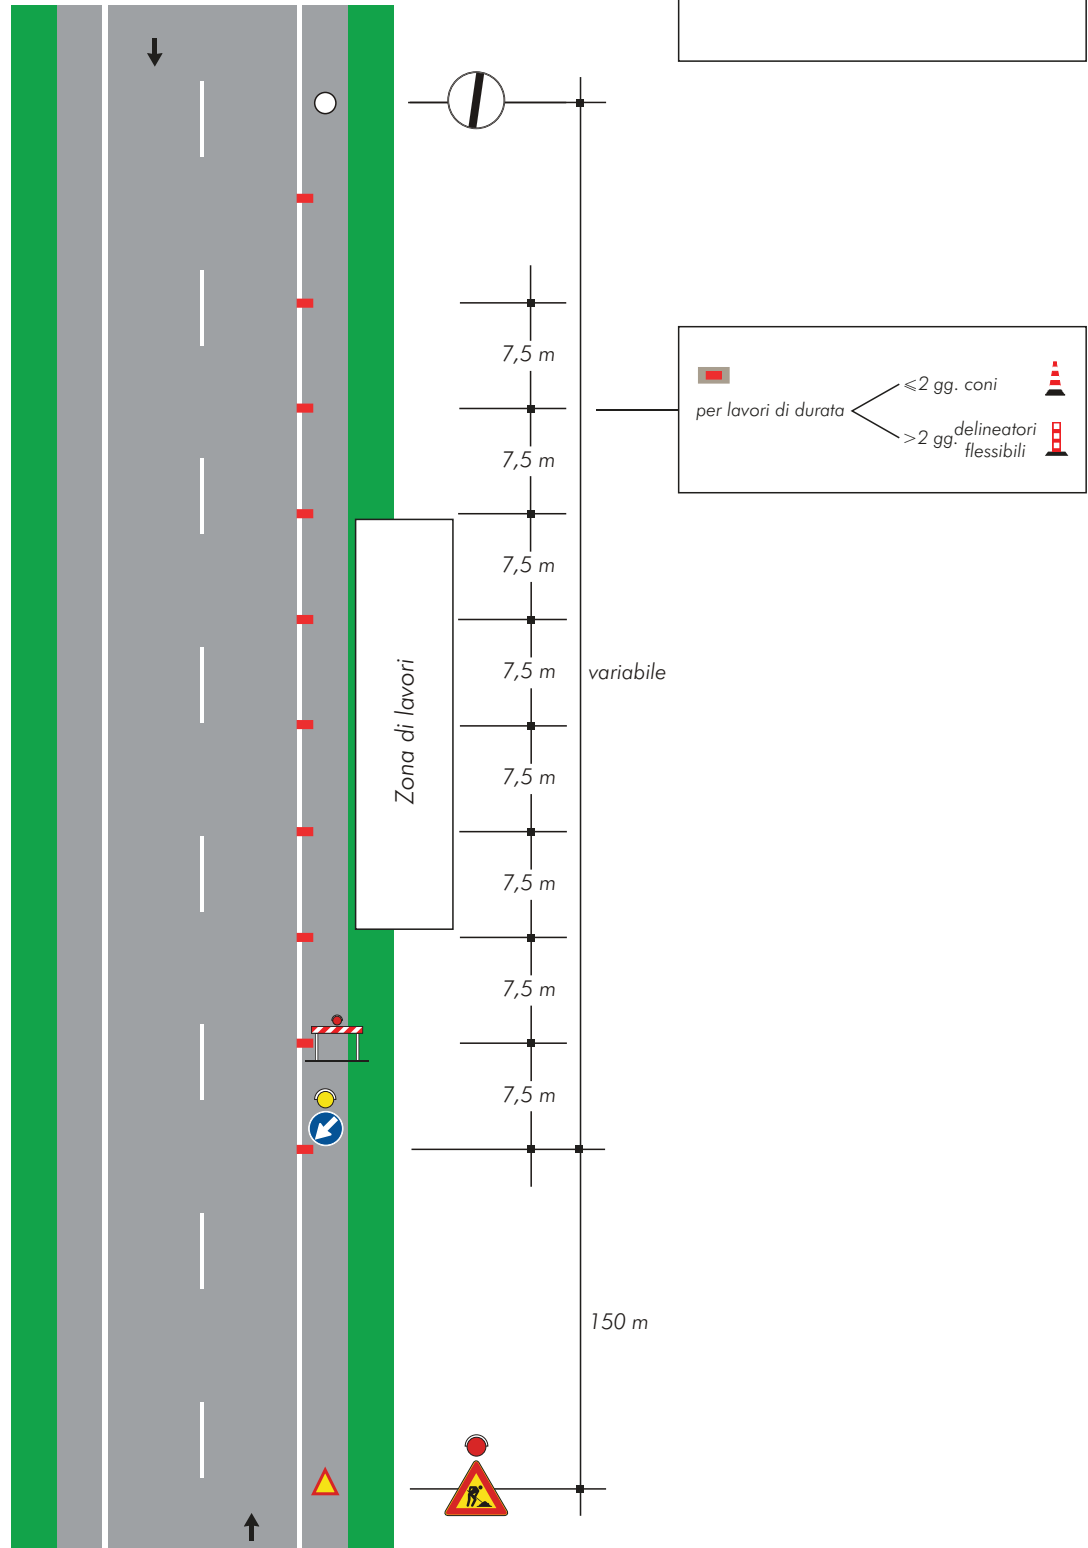 7,5 m
per lavori di durata
⩽2 gg. coni
>2 gg. delineatori
flessibili
7,5 m
7,5 m
7,5 m
variabile
Zona di lavori
7,5 m
7,5 m
7,5 m
7,5 m
150 m